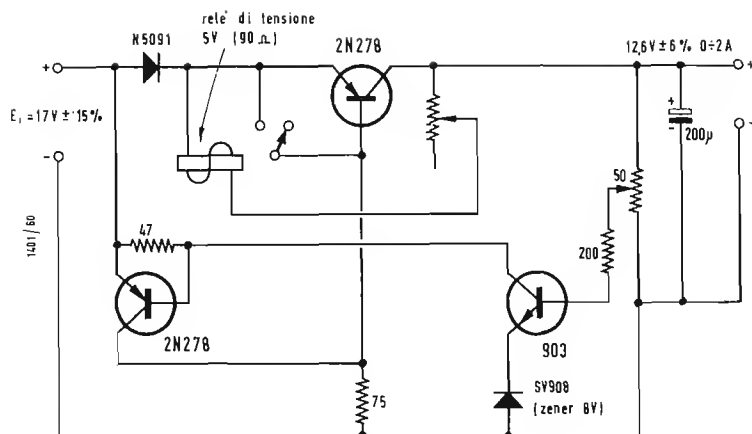 relè di tensione
5V (90 Ω)
N5091
2N278
12,6V ± 6% 0÷2A
+
+
E₁ = 17V ± 15%
+
-
200µ
-
-
1401/60
47
50
200
2N278
903
75
SV908
(zener 8V)